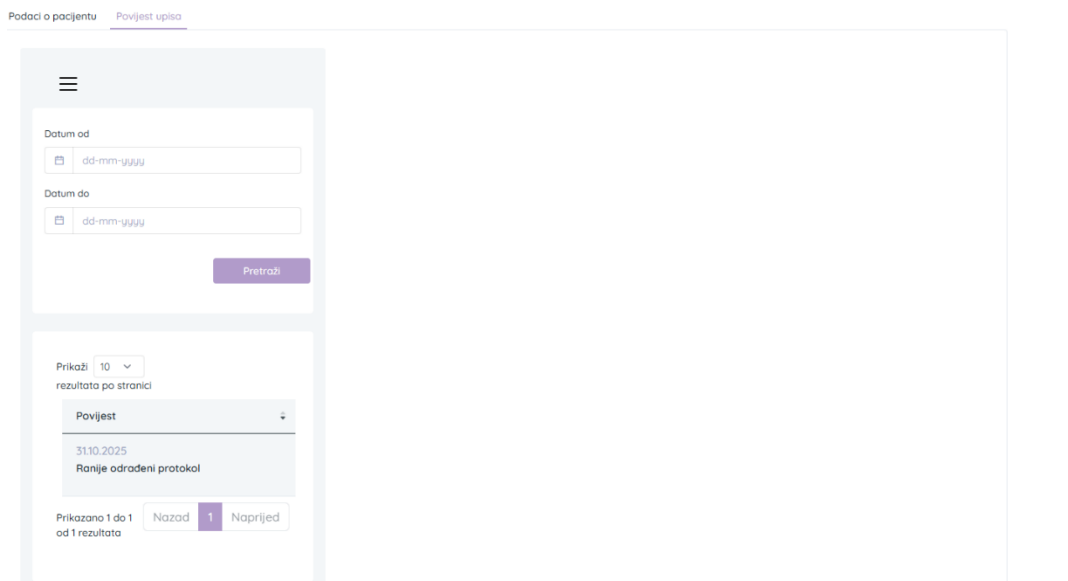 Podaci o pacijentu Povijest upisa
Datum od
dd-mm-yyyy
Datum do
dd-mm-yyyy
Pretraži
Prikaži 10
rezultata po stranici
Povijest
31.10.2025
Ranije odrađeni protokol
Prikazano 1 do 1
od 1 rezultata
Nazad 1 Naprijed